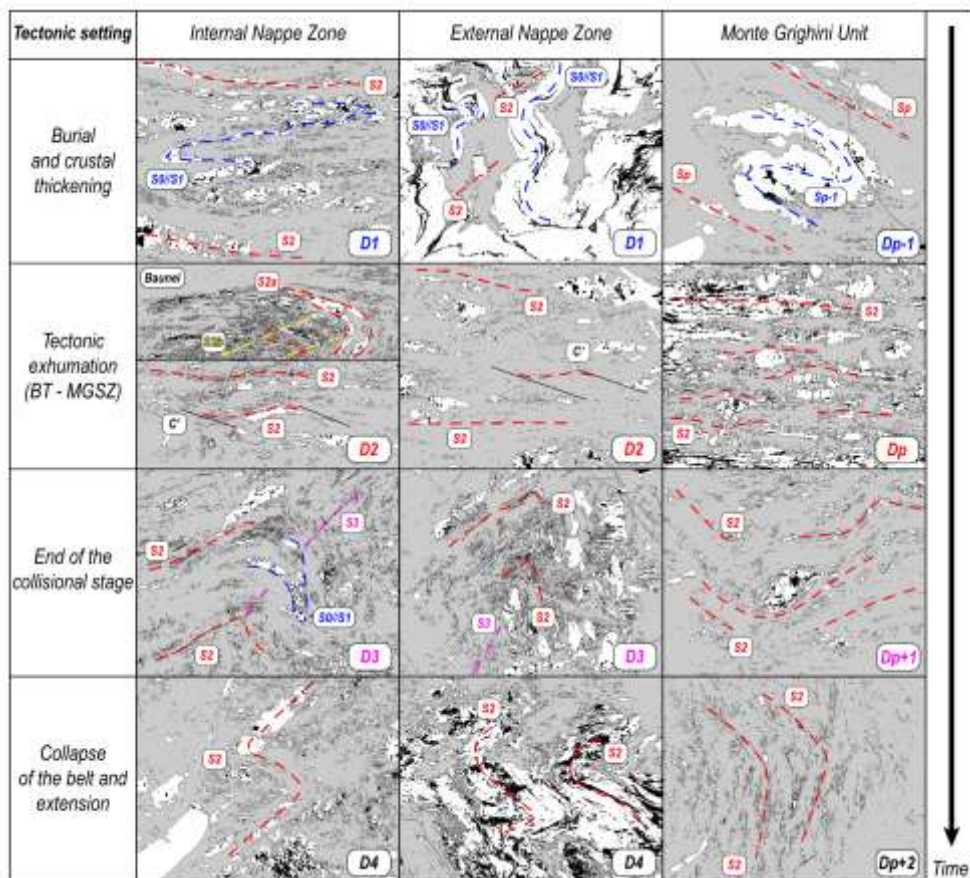 Tectonic setting
Internal Nappe Zone
External Nappe Zone
Monte Grighini Unit
Burial
and crustal
thickening
S2
S0//S1
S2
D1
S2
S0//S1
S0//S1
S2
D1
Sp
Sp
Sp-1
Dp-1
Tectonic
exhumation
(BT - MGSZ)
Baunei
S2a
S2
C'
S2
D2
S2
C'
S2
D2
S2
S2
Dp
End of the
collisional stage
S3
S2
S0//S1
S2
D3
S2
S3
S2
D3
S2
S2
Dp+1
Collapse
of the belt and
extension
S2
D4
S2
S2
D4
S2
S2
Dp+2
Time